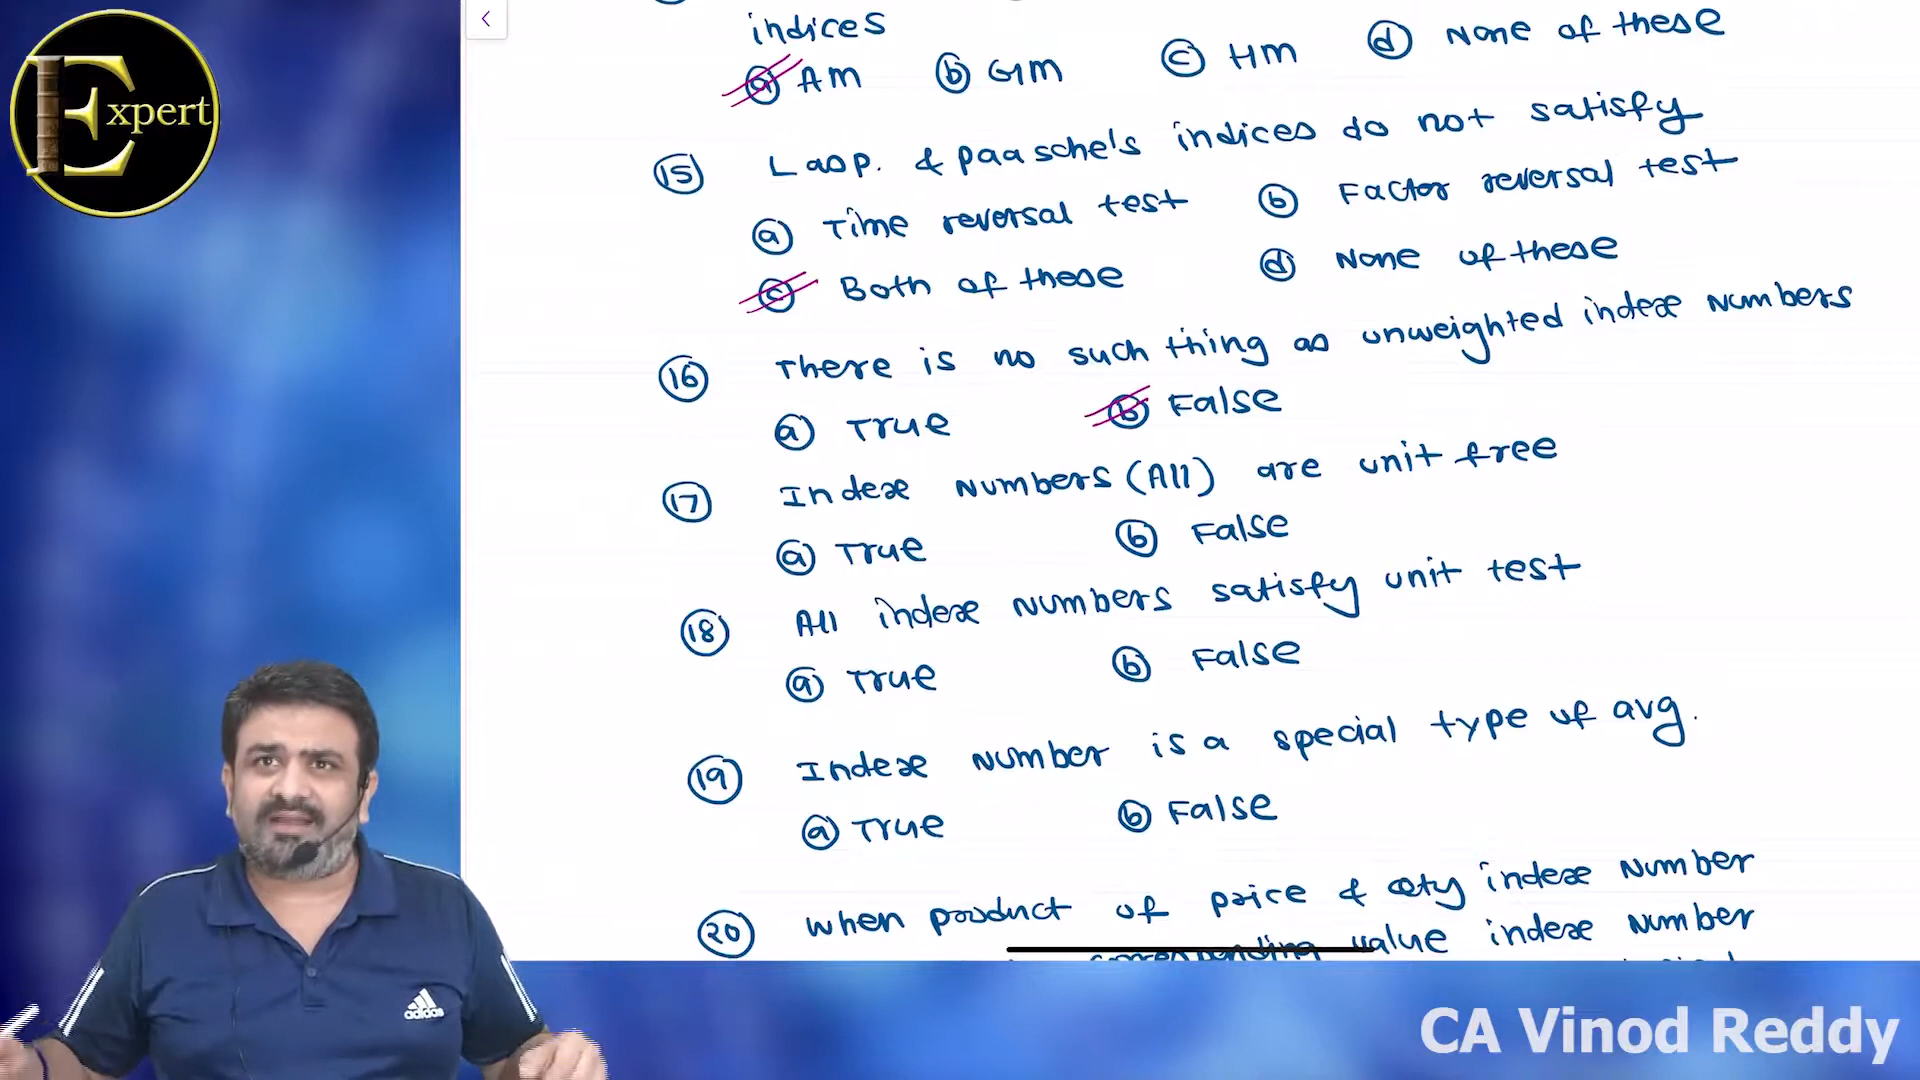 Expert
indices
(a) AM (b) GM (c) HM (d) None of these
(15) Lasp. & paasche's indices do not satisfy
(a) Time reversal test (b) Factor reversal test
(c) Both of these (d) None of these
(16) There is no such thing as unweighted index numbers
(a) True (b) False
(17) Index Numbers (All) are unit free
(a) True (b) False
(18) All index numbers satisfy unit test
(a) True (b) False
(19) Index number is a special type of avg.
(a) True (b) False
(20) when product of price & Qty index number
corresponding value index number
adidas
CA Vinod Reddy